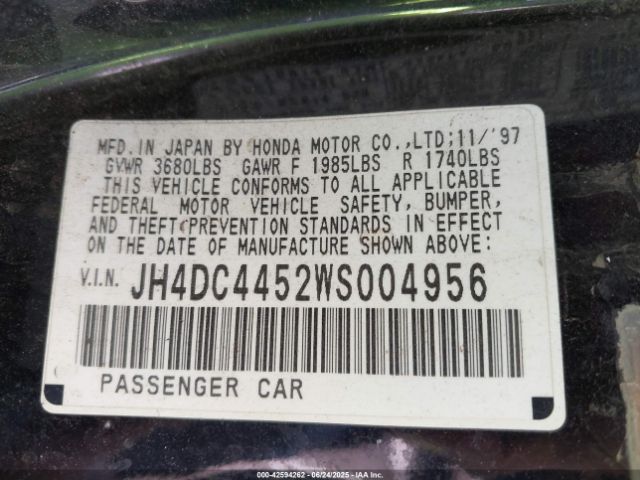 MFD. IN JAPAN BY HONDA MOTOR CO., LTD; 11/'97
GVWR 3680LBS GAWR F 1985LBS R 1740LBS
THIS VEHICLE CONFORMS TO ALL APPLICABLE
FEDERAL MOTOR VEHICLE SAFETY, BUMPER,
AND THEFT PREVENTION STANDARDS IN EFFECT
ON THE DATE OF MANUFACTURE SHOWN ABOVE:
V.I.N. JH4DC4452WS004956
PASSENGER CAR
000-42594262 - 06/24/2025 - IAAI.COM